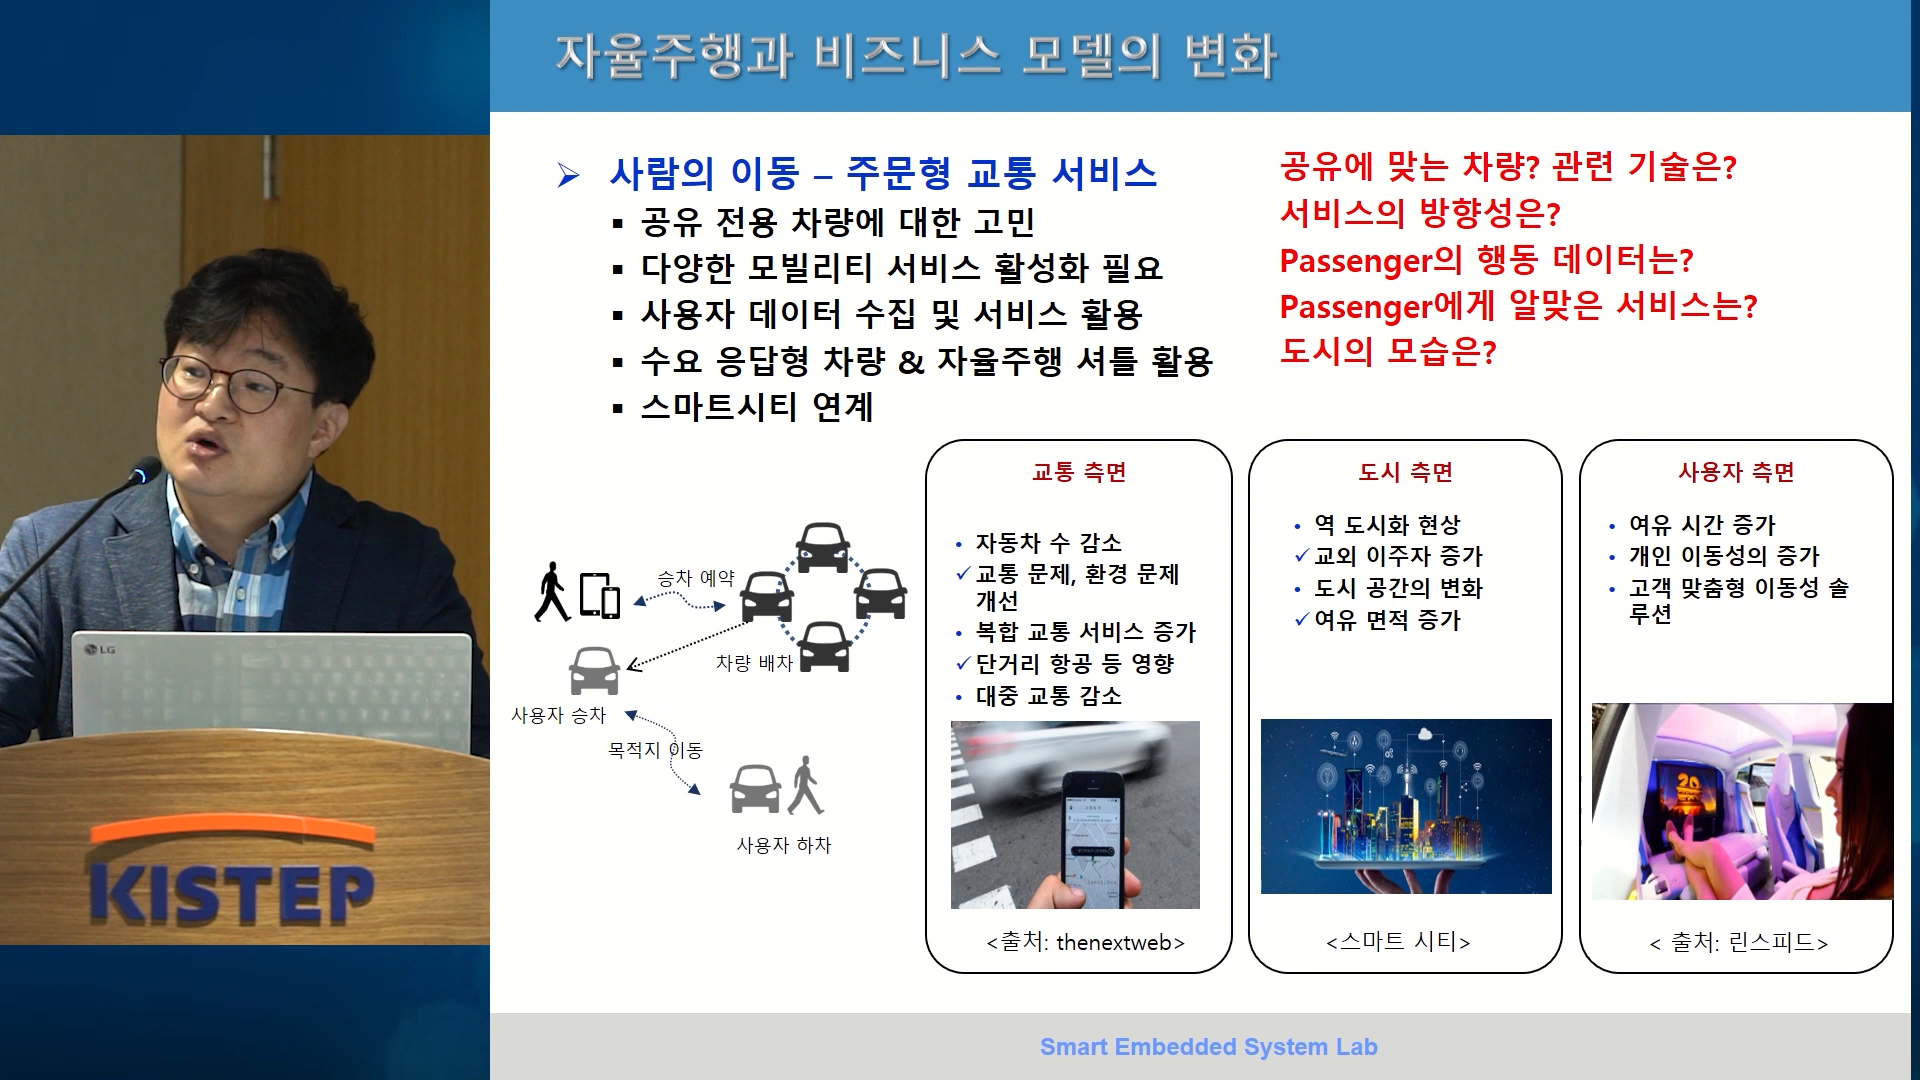 자율주행과 비즈니스 모델의 변화
➢ 사람의 이동 – 주문형 교통 서비스
▪ 공유 전용 차량에 대한 고민
▪ 다양한 모빌리티 서비스 활성화 필요
▪ 사용자 데이터 수집 및 서비스 활용
▪ 수요 응답형 차량 & 자율주행 셔틀 활용
▪ 스마트시티 연계
공유에 맞는 차량? 관련 기술은?
서비스의 방향성은?
Passenger의 행동 데이터는?
Passenger에게 알맞은 서비스는?
도시의 모습은?
승차 예약
차량 배차
사용자 승차
목적지 이동
사용자 하차
교통 측면
• 자동차 수 감소
✓교통 문제, 환경 문제
개선
• 복합 교통 서비스 증가
✓단거리 항공 등 영향
• 대중 교통 감소
<출처: thenextweb>
도시 측면
• 역 도시화 현상
✓교외 이주자 증가
• 도시 공간의 변화
✓여유 면적 증가
<스마트 시티>
사용자 측면
• 여유 시간 증가
• 개인 이동성의 증가
• 고객 맞춤형 이동성 솔
루션
20
< 출처: 린스피드>
LG
KISTEP
Smart Embedded System Lab